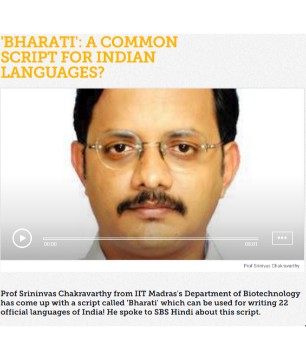 'BHARATI': A COMMON
SCRIPT FOR INDIAN
LANGUAGES?
00:00
00:01
Prof Srinivas Chakravarthy
Prof Srininvas Chakravarthy from IIT Madras's Department of Biotechnology
has come up with a script called 'Bharati' which can be used for writing 22
official languages of India! He spoke to SBS Hindi about this script.